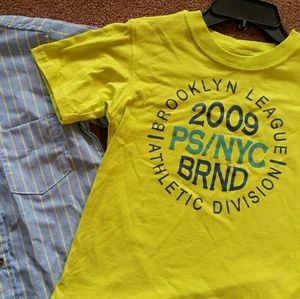 BROOKLYN LEAGUE
2009
PS/NYC
BRND
ATHLETIC DIVISION